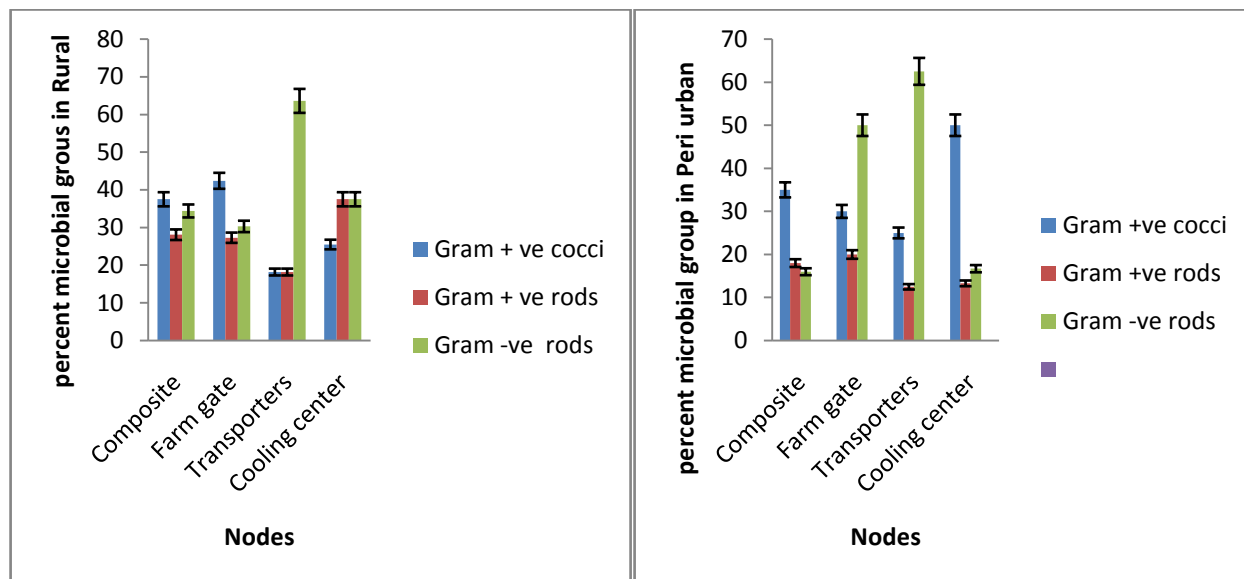 percent microbial grous in Rural
80
70
60
50
40
30
20
10
0
Composite
Farm gate
Transporters
Cooling center
Nodes
Gram + ve cocci
Gram + ve rods
Gram -ve rods
percent microbial group in Peri urban
70
60
50
40
30
20
10
0
Composite
Farm gate
Transporters
Cooling center
Nodes
Gram +ve cocci
Gram +ve rods
Gram -ve rods